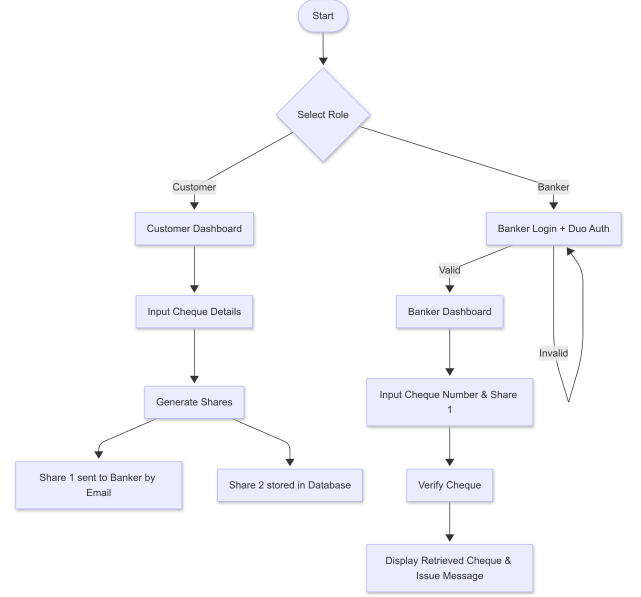 Start
Select Role
Customer
Banker
Customer Dashboard
Banker Login + Duo Auth
Valid
Input Cheque Details
Banker Dashboard
Invalid
Generate Shares
Input Cheque Number & Share
1
Share 1 sent to Banker by
Email
Share 2 stored in Database
Verify Cheque
Display Retrieved Cheque &
Issue Message